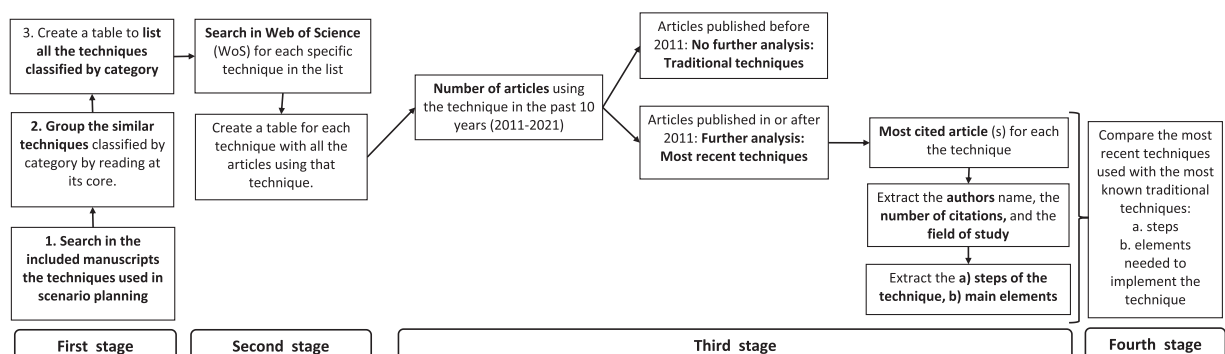 3. Create a table to list
all the techniques
classified by category
2. Group the similar
techniques classified by
category by reading at
its core.
1. Search in the
included manuscripts
the techniques used in
scenario planning
First stage
Search in Web of Science
(WoS) for each specific
technique in the list
Create a table for each
technique with all the
articles using that
technique.
Second stage
Number of articles using
the technique in the past 10
years (2011-2021)
Articles published before
2011: No further analysis:
Traditional techniques
Articles published in or after
2011: Further analysis:
Most recent techniques
Most cited article (s) for each
the technique
Extract the authors name, the
number of citations, and the
field of study
Extract the a) steps of the
technique, b) main elements
Third stage
Compare the most
recent techniques
used with the most
known traditional
techniques:
a. steps
b. elements
needed to
implement the
technique
Fourth stage